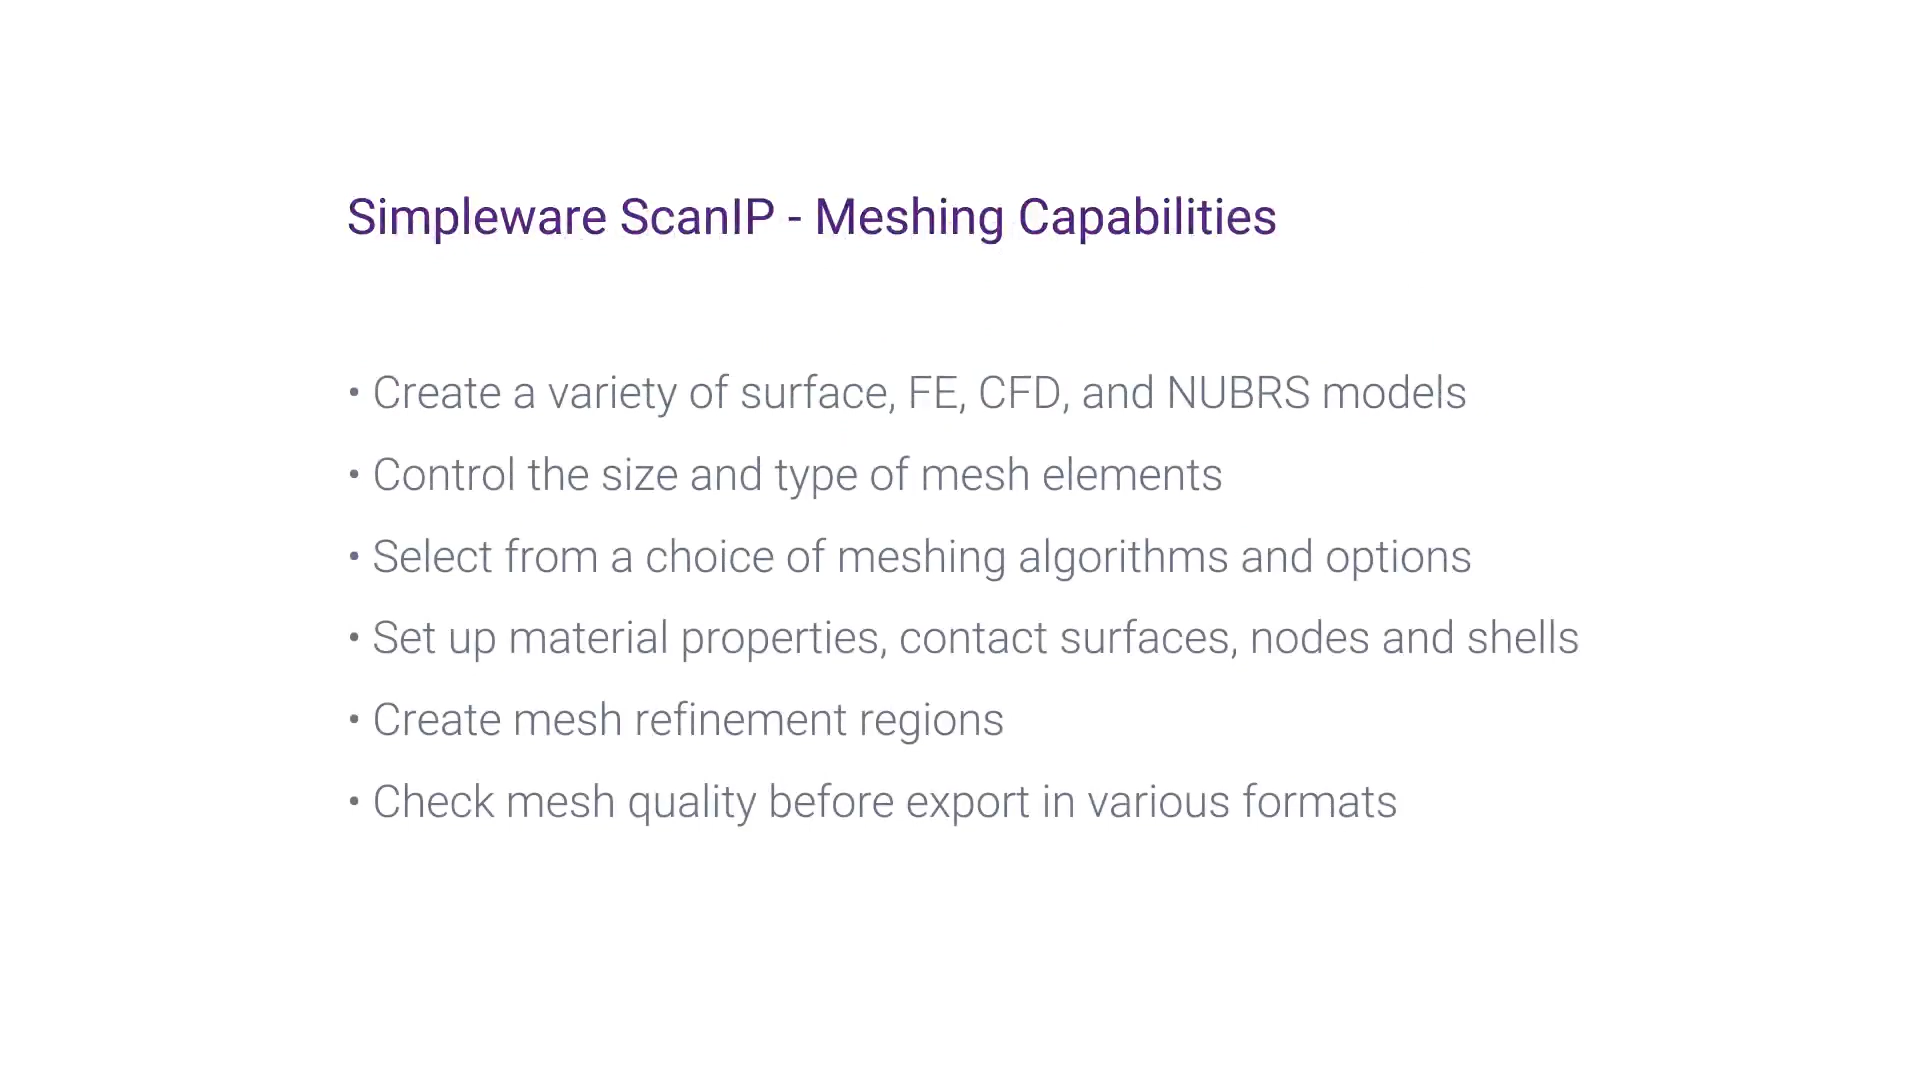 Simpleware ScanIP - Meshing Capabilities
• Create a variety of surface, FE, CFD, and NUBRS models
• Control the size and type of mesh elements
• Select from a choice of meshing algorithms and options
• Set up material properties, contact surfaces, nodes and shells
• Create mesh refinement regions
• Check mesh quality before export in various formats